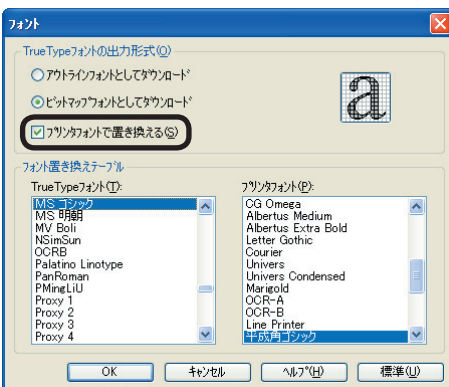 フォント
TrueTypeフォントの出力形式(O)
アウトラインフォントとしてダウンロード
ビットマップフォントとしてダウンロード
a
プリンタフォントで置き換える(S)
フォント置き換えテーブル
TrueTypeフォント(T):
MS ゴシック
MS 明朝
MV Boli
NSimSun
OCRB
Palatino Linotype
PanRoman
PMingLiU
Proxy 1
Proxy 2
Proxy 3
Proxy 4
プリンタフォント(P):
CG Omega
Albertus Medium
Albertus Extra Bold
Letter Gothic
Courier
Univers
Univers Condensed
Marigold
OCR-A
OCR-B
Line Printer
平成角ゴシック
OK キャンセル ヘルプ(H) 標準(U)